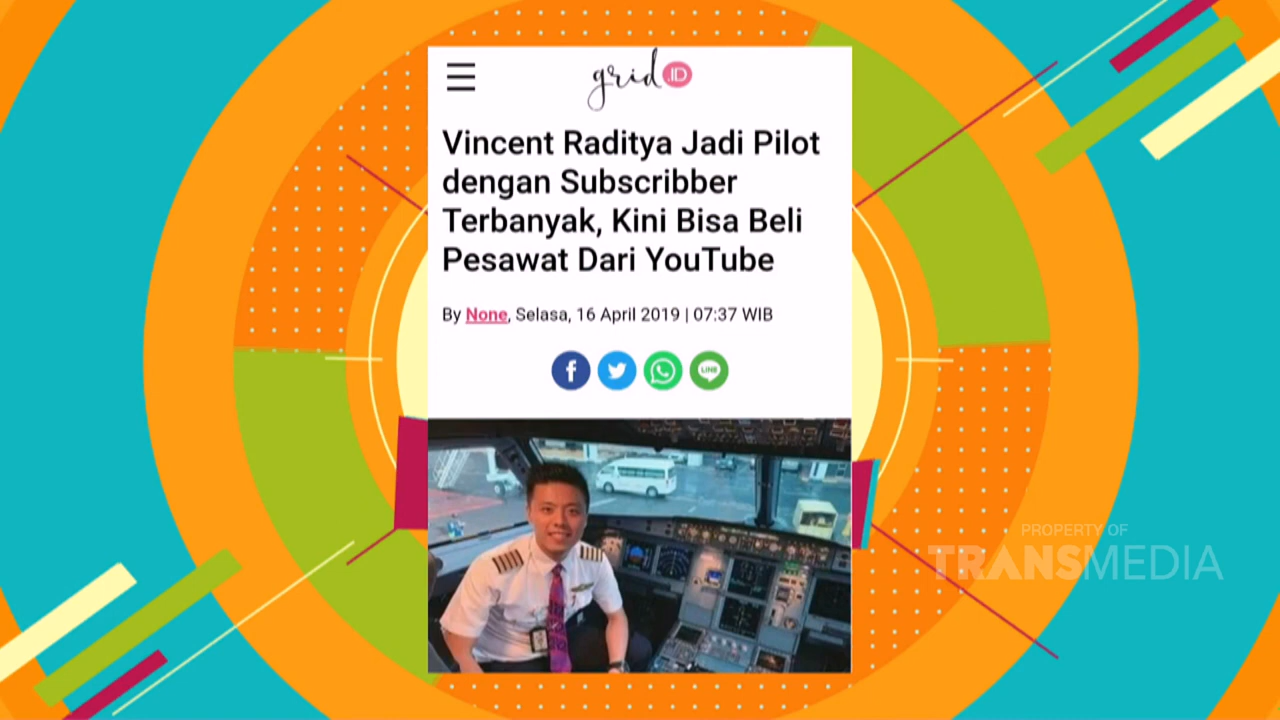 grid.ID
Vincent Raditya Jadi Pilot
dengan Subscribber
Terbanyak, Kini Bisa Beli
Pesawat Dari YouTube
By None, Selasa, 16 April 2019 | 07:37 WIB
LINE
PROPERTY OF
TRANSMEDIA